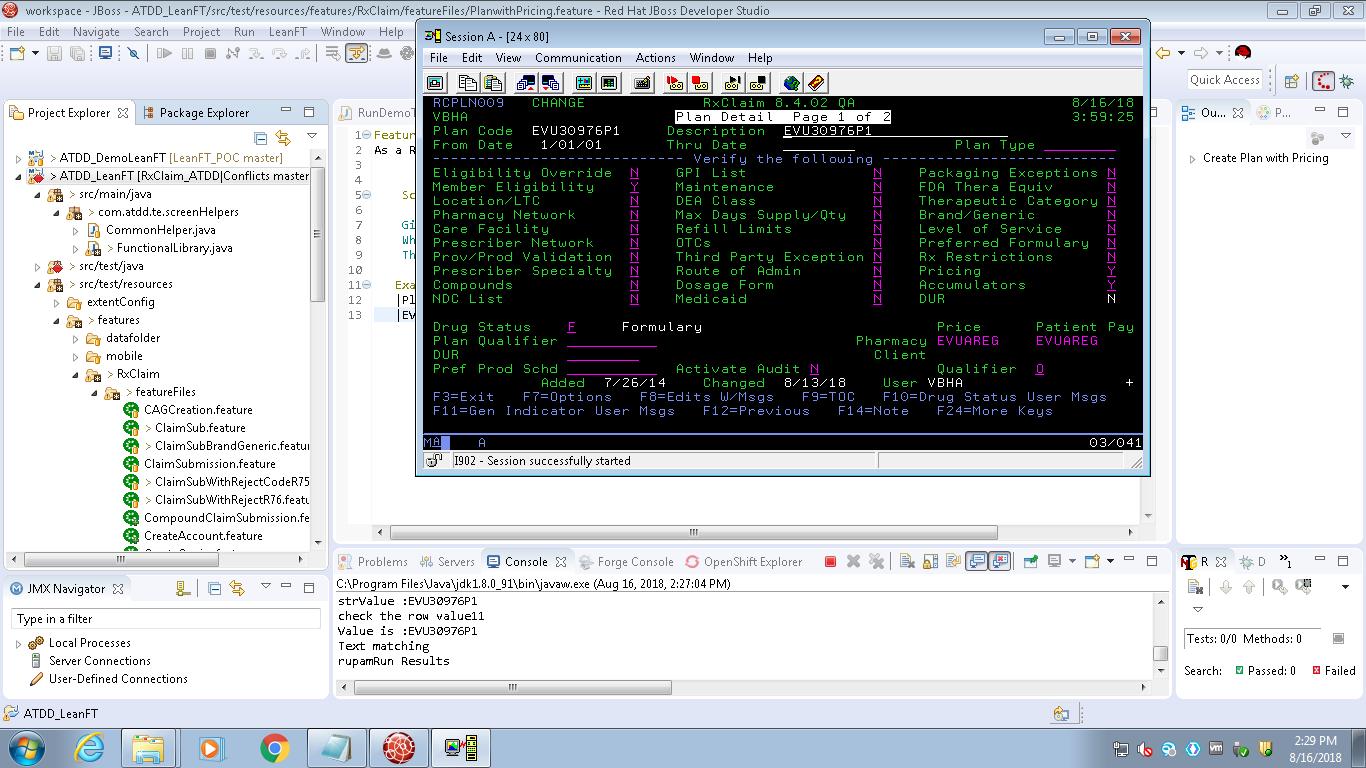 workspace - JBoss - ATDD_LeanFT/src/test/resources/features/RxClaim/featureFiles/PlanwithPricing.feature - Red Hat JBoss Developer Studio
File Edit Navigate Search Project Run LeanFT Window Help
Quick Access
Project Explorer Package Explorer
> ATDD_DemoLeanFT [LeanFT_POC master]
> ATDD_LeanFT [RxClaim_ATDD|Conflicts master
> src/main/java
> com.atdd.te.screenHelpers
CommonHelper.java
> FunctionalLibrary.java
> src/test/java
> src/test/resources
extentConfig
> features
datafolder
mobile
> RxClaim
> featureFiles
CAGCreation.feature
> ClaimSub.feature
> ClaimSubBrandGeneric.featur
ClaimSubmission.feature
> ClaimSubWithRejectCodeR75
> ClaimSubWithRejectR76.featu
CompoundClaimSubmission.fe
CreateAccount.feature
RunDemoT
1 Featur
2 As a R
3
4
5 Sc
6
7 Gi
8 Wh
9 Th
10
11 Exa
12 |Pl
13 |EV
Session A - [24 x 80]
File Edit View Communication Actions Window Help
RCPLN009 CHANGE RxClaim 8.4.02 QA 8/16/18
VBHA Plan Detail Page 1 of 2 3:59:25
Plan Code EVU30976P1 Description EVU30976P1
From Date 1/01/01 Thru Date Plan Type
Verify the following
Eligibility Override N GPI List N Packaging Exceptions N
Member Eligibility Y Maintenance N FDA Thera Equiv N
Location/LTC N DEA Class N Therapeutic Category N
Pharmacy Network N Max Days Supply/Qty N Brand/Generic N
Care Facility N Refill Limits N Level of Service N
Prescriber Network N OTCs N Preferred Formulary N
Prov/Prod Validation N Third Party Exception N Rx Restrictions N
Prescriber Specialty N Route of Admin N Pricing Y
Compounds N Dosage Form N Accumulators Y
NDC List N Medicaid N DUR N
Drug Status F Formulary Price Patient Pay
Plan Qualifier Pharmacy EVUAREG EVUAREG
DUR Client
Pref Prod Schd Activate Audit N Qualifier O
Added 7/26/14 Changed 8/13/18 User VBHA +
F3=Exit F7=Options F8=Edits W/Msgs F9=TOC F10=Drug Status User Msgs
F11=Gen Indicator User Msgs F12=Previous F14=Note F24=More Keys
MA A 03/041
I902 - Session successfully started
Ou... P...
Create Plan with Pricing
JMX Navigator
Type in a filter
Local Processes
Server Connections
User-Defined Connections
Problems Servers Console Forge Console OpenShift Explorer
C:\Program Files\Java\jdk1.8.0_91\bin\javaw.exe (Aug 16, 2018, 2:27:04 PM)
strValue :EVU30976P1
check the row value11
Value is :EVU30976P1
Text matching
rupamRun Results
R D »1
Tests: 0/0 Methods: 0
Search: Passed: 0 Failed
ATDD_LeanFT
2:29 PM
8/16/2018